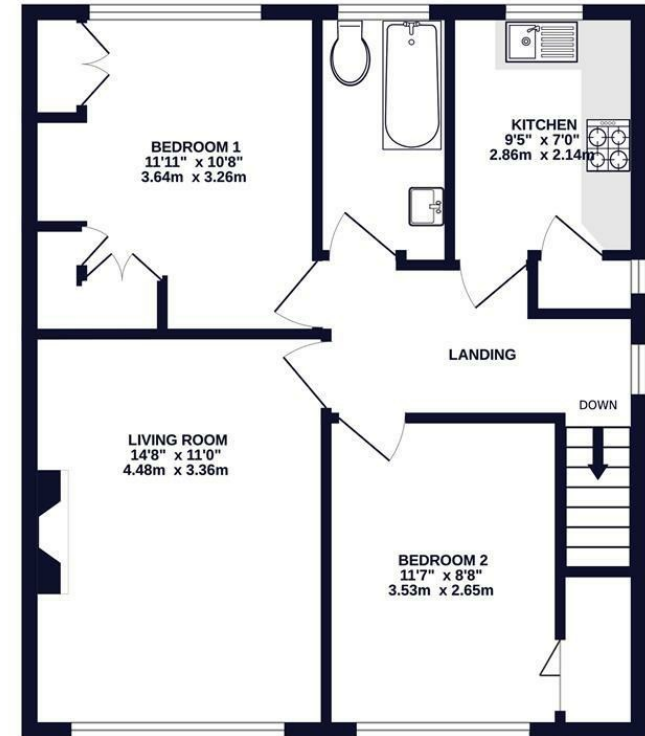 BEDROOM 1
11'11" x 10'8"
3.64m x 3.26m
KITCHEN
9'5" x 7'0"
2.86m x 2.14m
LANDING
DOWN
LIVING ROOM
14'8" x 11'0"
4.48m x 3.36m
BEDROOM 2
11'7" x 8'8"
3.53m x 2.65m